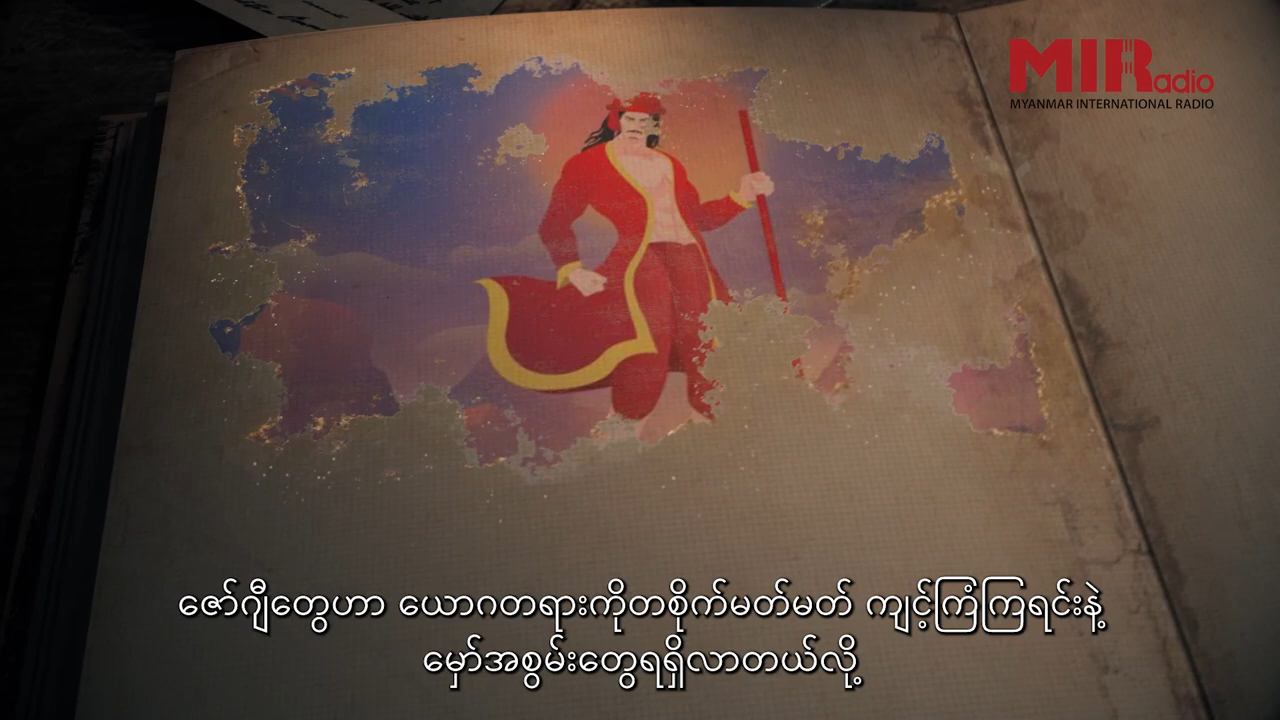 MIRadio
MYANMAR INTERNATIONAL RADIO
ဇော်ဂျီတွေဟာ ယောဂတရားကိုတစိုက်မတ်မတ် ကျင့်ကြံကြရင်းနဲ့
မှော်အစွမ်းတွေရရှိလာတယ်လို့